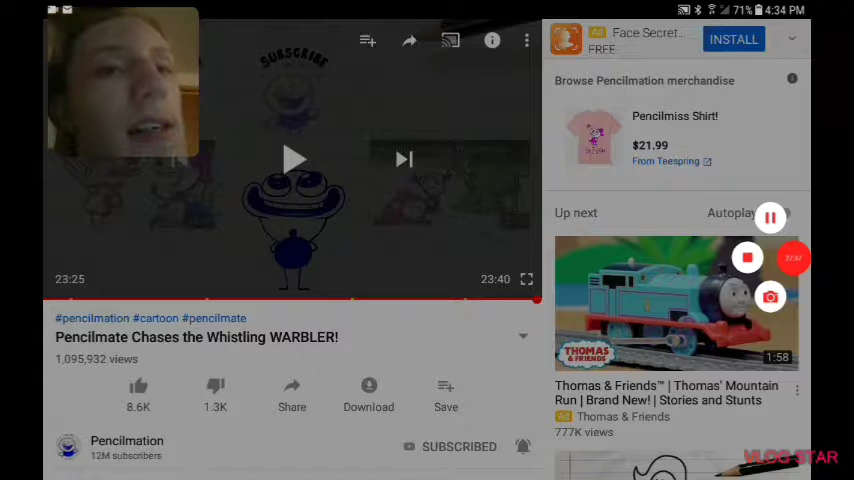 71% 4:34 PM
SUBSCRIBE
Ad Face Secret...
FREE
INSTALL
Browse Pencilmation merchandise
Pencilmiss Shirt!
$21.99
From Teespring
Up next
Autoplay
23:25
23:40
#pencilmation #cartoon #pencilmate
Pencilmate Chases the Whistling WARBLER!
1,095,932 views
8.6K
1.3K
Share
Download
Save
Pencilmation
12M subscribers
SUBSCRIBED
THOMAS
& FRIENDS
1:58
Thomas & Friends™ | Thomas' Mountain
Run | Brand New! | Stories and Stunts
Ad Thomas & Friends
777K views
VLOG STAR